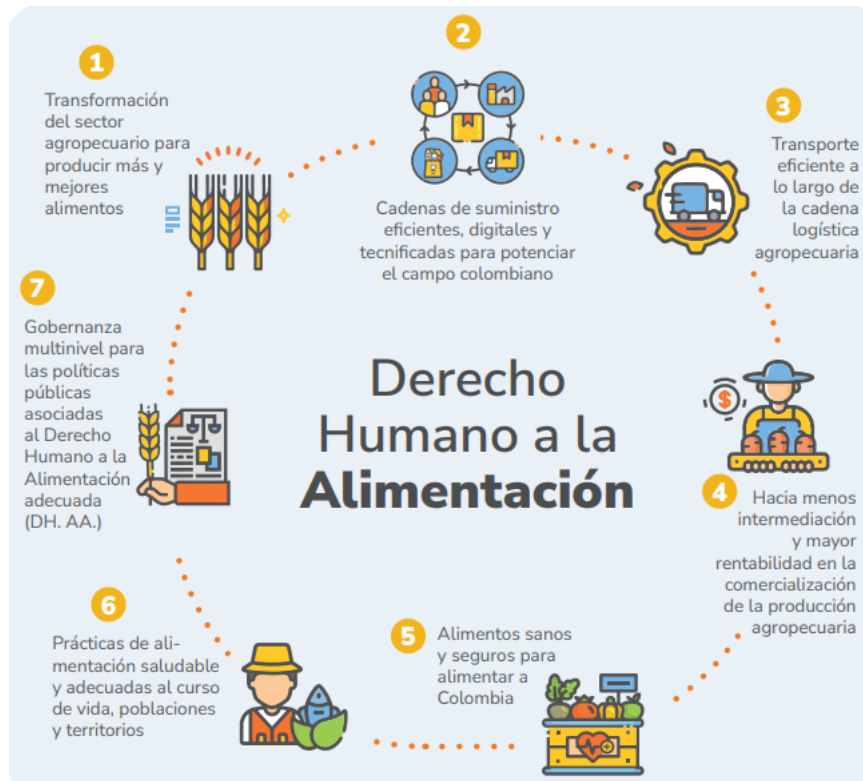 1
Transformación
del sector
agropecuario para
producir más y
mejores
alimentos
2
Cadenas de suministro
eficientes, digitales y
tecnificadas para potenciar
el campo colombiano
3
Transporte
eficiente a
lo largo de
la cadena
logística
agropecuaria
Derecho
Humano a la
Alimentación
$
4
Hacia menos
intermediación
y mayor
rentabilidad en la
comercialización
de la producción
agropecuaria
5
Alimentos sanos
y seguros para
alimentar a
Colombia
6
Prácticas de ali-
mentación saludable
y adecuadas al curso
de vida, poblaciones
y territorios
7
Gobernanza
multinivel para
las políticas
públicas
asociadas
al Derecho
Humano a la
Alimentación
adecuada
(DH. AA.)